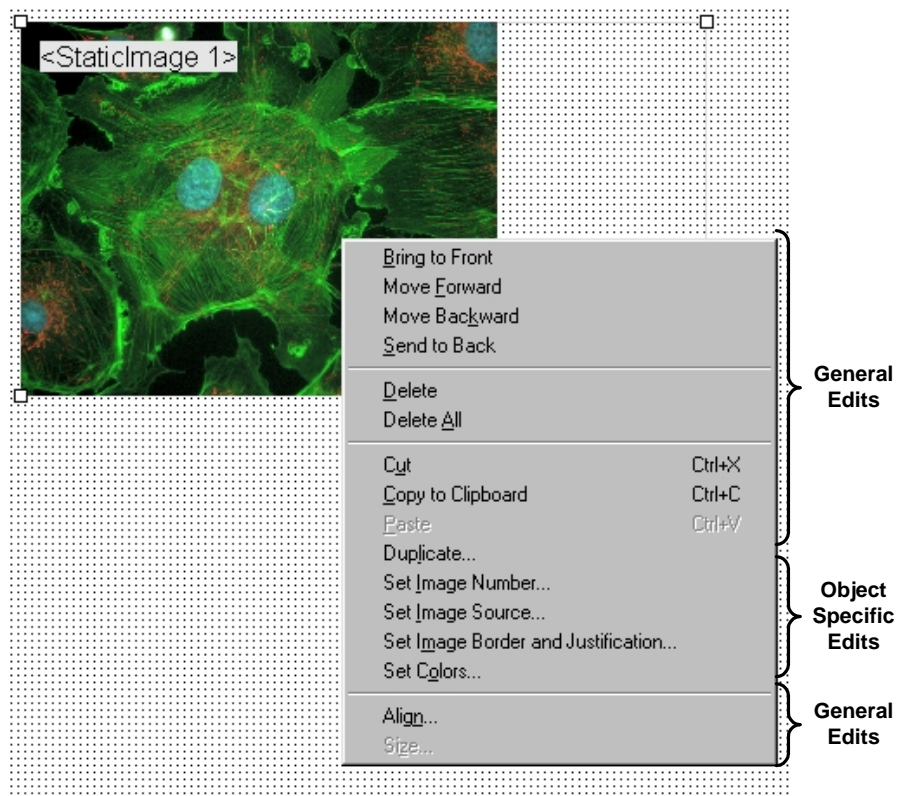 <StaticImage 1>
Bring to Front
Move Forward
Move Backward
Send to Back
Delete
Delete All
Cut Ctrl+X
Copy to Clipboard Ctrl+C
Paste Ctrl+V
Duplicate...
Set Image Number...
Set Image Source...
Set Image Border and Justification...
Set Colors...
Align...
Size...
General
Edits
Object
Specific
Edits
General
Edits